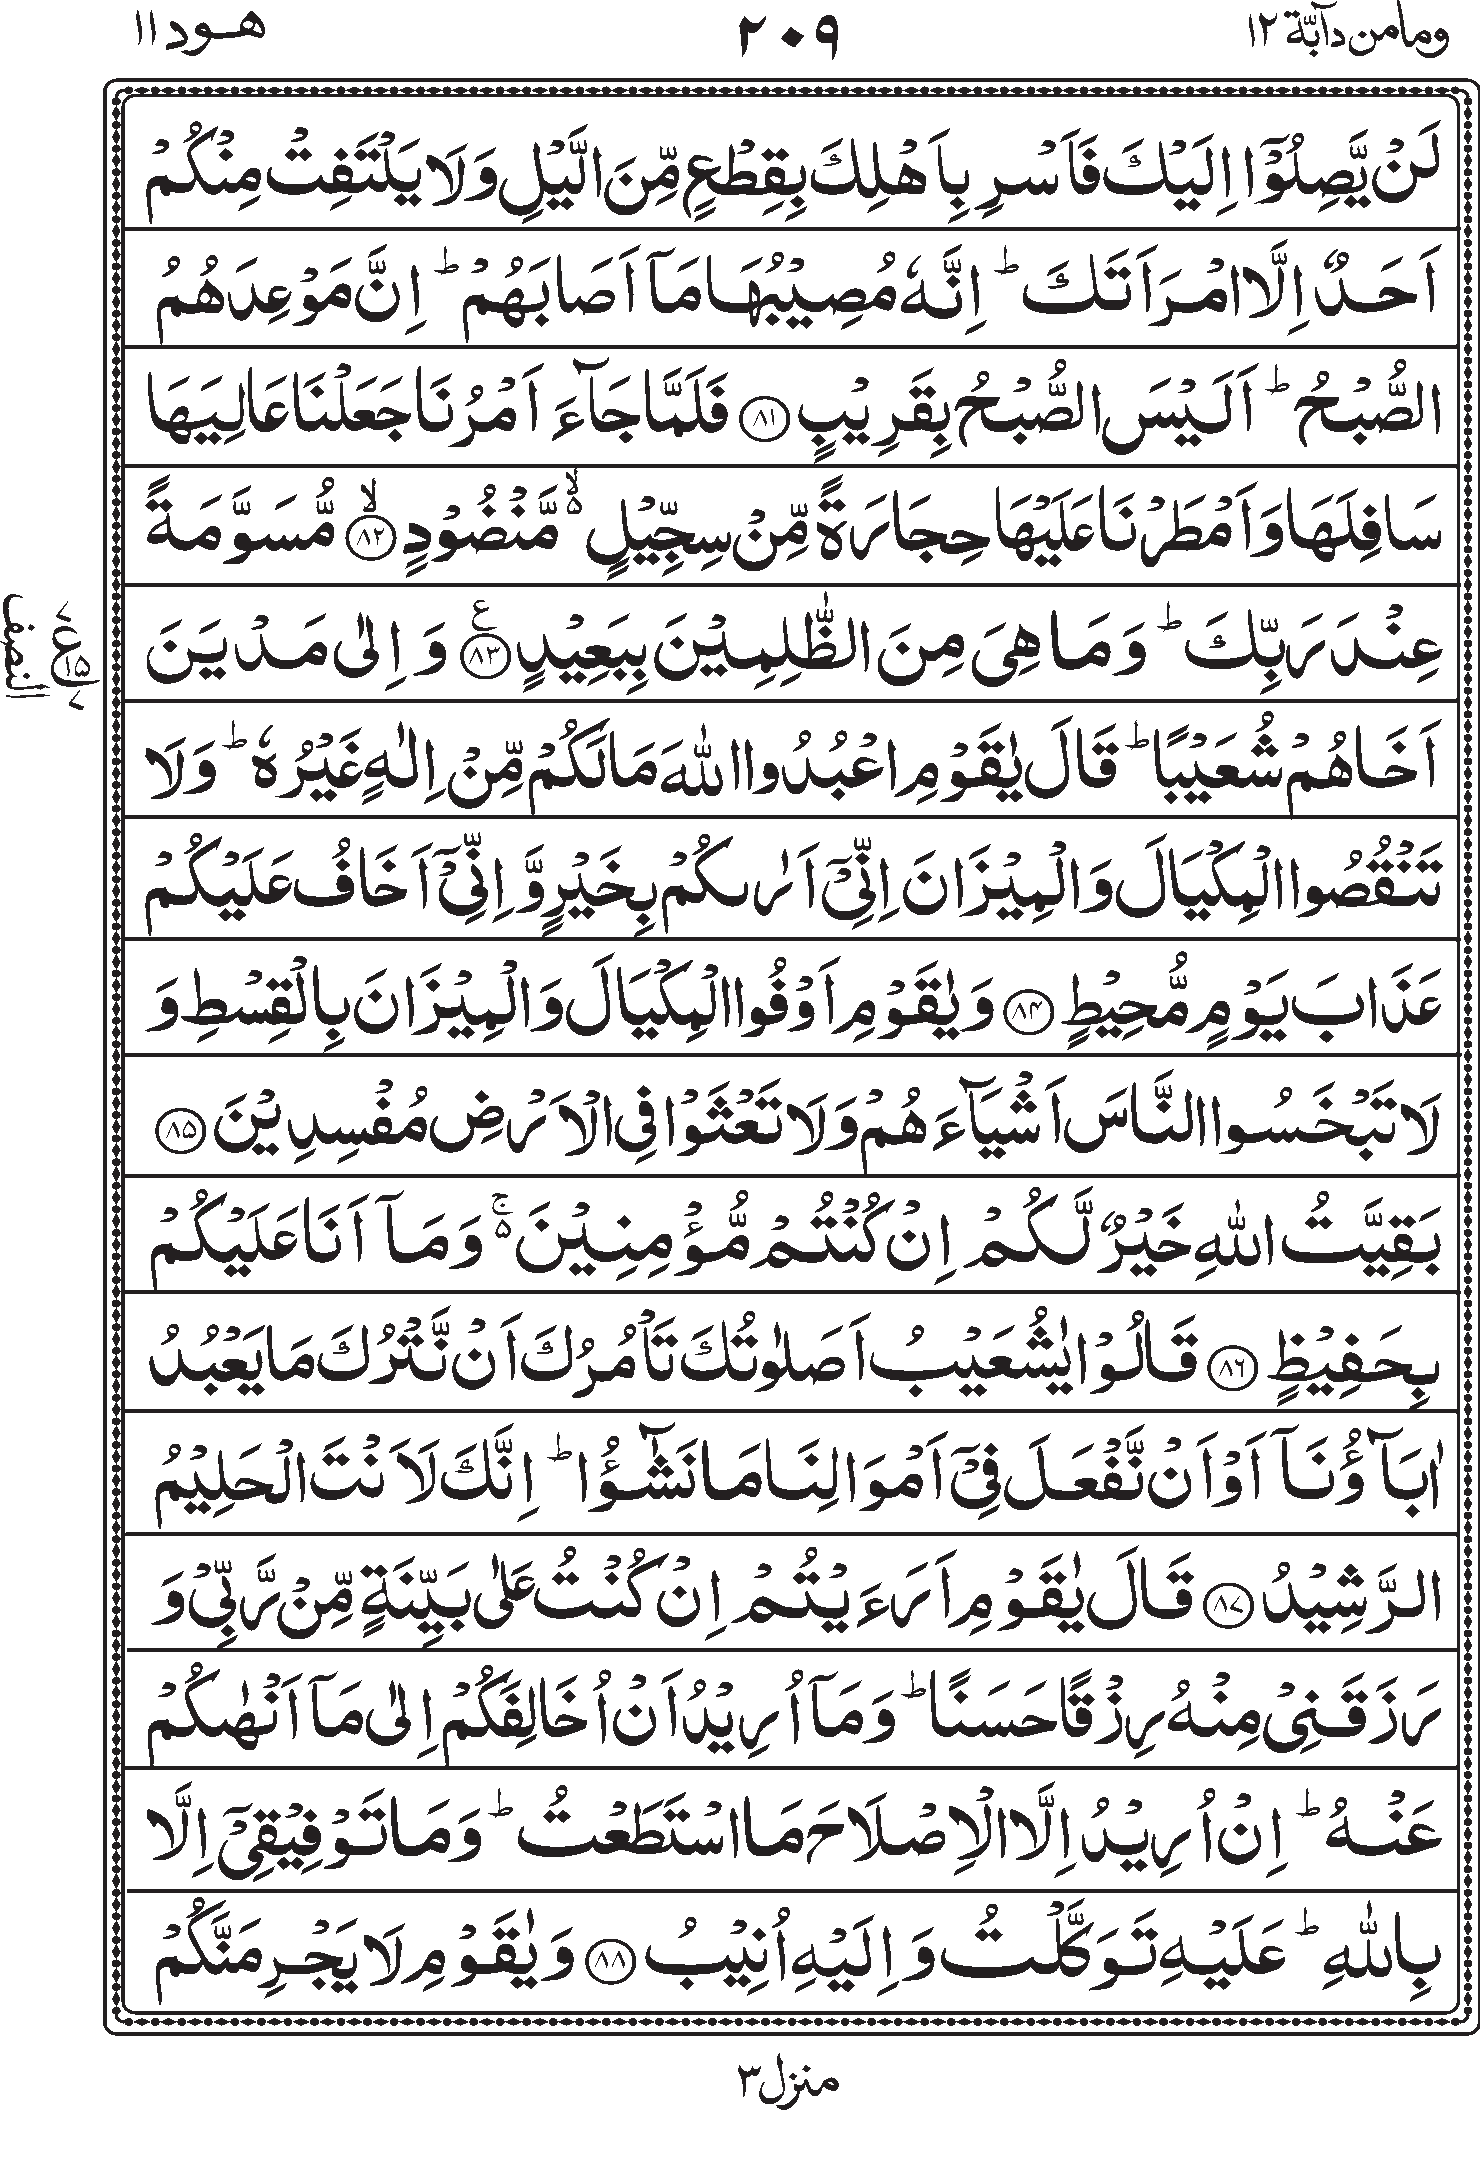 ومامن دآبّة ١٢
٢٠٩
هود ١١
لَنْ يَّصِلُوْٓا اِلَيْكَ فَاَسْرِ بِاَهْلِكَ بِقِطْعٍ مِّنَ الَّيْلِ وَلَا يَلْتَفِتْ مِنْكُمْ
اَحَدٌ اِلَّا امْرَاَتَكَ ؕ اِنَّهٗ مُصِيْبُهَا مَآ اَصَابَهُمْ ؕ اِنَّ مَوْعِدَهُمُ
الصُّبْحُ ؕ اَلَيْسَ الصُّبْحُ بِقَرِيْبٍ ٨١ فَلَمَّا جَآءَ اَمْرُنَا جَعَلْنَا عَالِيَهَا
سَافِلَهَا وَاَمْطَرْنَا عَلَيْهَا حِجَارَةً مِّنْ سِجِّيْلٍ ۙ۬ مَّنْضُوْدٍ ٨٢ ۙ مُّسَوَّمَةً
عِنْدَ رَبِّكَ ؕ وَمَا هِیَ مِنَ الظّٰلِمِيْنَ بِبَعِيْدٍ ٨٣ ع وَ اِلٰى مَدْيَنَ
اَخَاهُمْ شُعَيْبًا ؕ قَالَ يٰقَوْمِ اعْبُدُوا اللّٰهَ مَا لَكُمْ مِّنْ اِلٰهٍ غَيْرُهٗ ؕ وَلَا
تَنْقُصُوا الْمِكْيَالَ وَالْمِيْزَانَ اِنِّیْٓ اَرٰىكُمْ بِخَيْرٍ وَّ اِنِّیْٓ اَخَافُ عَلَيْكُمْ
عَذَابَ يَوْمٍ مُّحِيْطٍ ٨٤ وَيٰقَوْمِ اَوْفُوا الْمِكْيَالَ وَالْمِيْزَانَ بِالْقِسْطِ وَ
لَا تَبْخَسُوا النَّاسَ اَشْيَآءَهُمْ وَلَا تَعْثَوْا فِی الْاَرْضِ مُفْسِدِيْنَ ٨٥
بَقِيَّتُ اللّٰهِ خَيْرٌ لَّكُمْ اِنْ كُنْتُمْ مُّؤْمِنِيْنَ ۚ۬ وَمَآ اَنَا عَلَيْكُمْ
بِحَفِيْظٍ ٨٦ قَالُوْا يٰشُعَيْبُ اَصَلٰوتُكَ تَاْمُرُكَ اَنْ نَّتْرُكَ مَا يَعْبُدُ
اٰبَآؤُنَآ اَوْ اَنْ نَّفْعَلَ فِیْٓ اَمْوَالِنَا مَا نَشٰٓؤُا ؕ اِنَّكَ لَاَنْتَ الْحَلِيْمُ
الرَّشِيْدُ ٨٧ قَالَ يٰقَوْمِ اَرَءَيْتُمْ اِنْ كُنْتُ عَلٰى بَيِّنَةٍ مِّنْ رَّبِّیْ وَ
رَزَقَنِیْ مِنْهُ رِزْقًا حَسَنًا ؕ وَمَآ اُرِيْدُ اَنْ اُخَالِفَكُمْ اِلٰى مَآ اَنْهٰىكُمْ
عَنْهُ ؕ اِنْ اُرِيْدُ اِلَّا الْاِصْلَاحَ مَا اسْتَطَعْتُ ؕ وَمَا تَوْفِيْقِیْٓ اِلَّا
بِاللّٰهِ ؕ عَلَيْهِ تَوَكَّلْتُ وَ اِلَيْهِ اُنِيْبُ ٨٨ وَيٰقَوْمِ لَا يَجْرِمَنَّكُمْ
٧ ع ١٥ ٧
النصف
منزل ٣